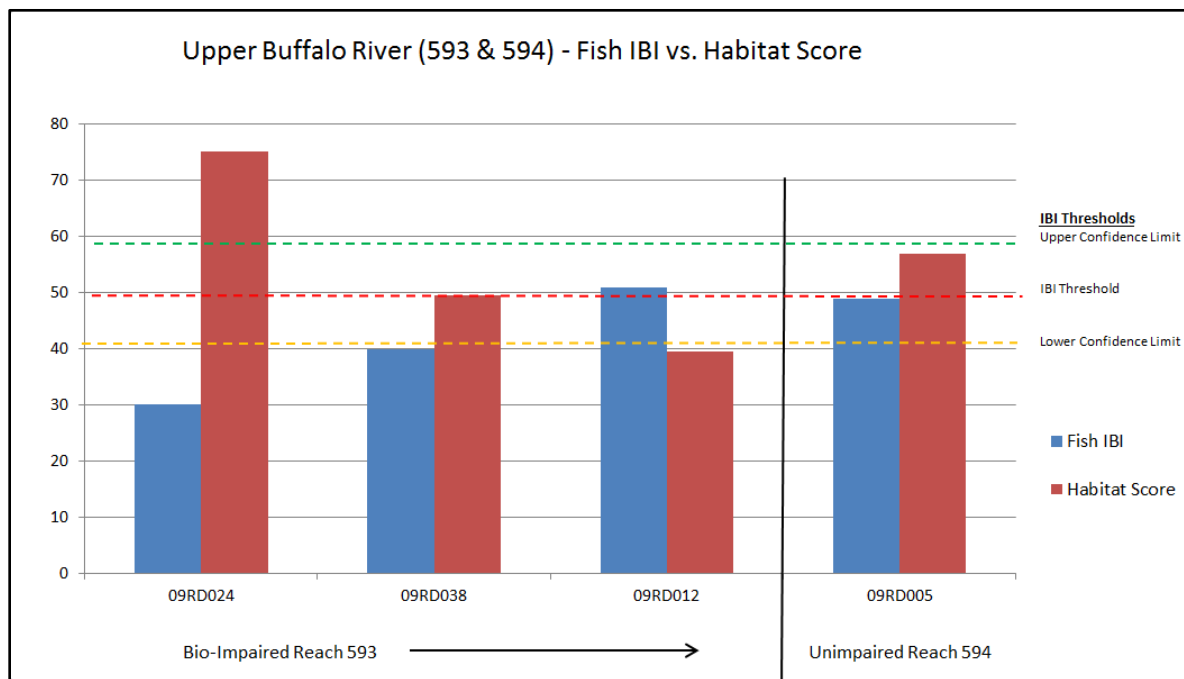 Upper Buffalo River (593 & 594) - Fish IBI vs. Habitat Score
80
70
60
50
40
30
20
10
0
IBI Thresholds
Upper Confidence Limit
IBI Threshold
Lower Confidence Limit
Fish IBI
Habitat Score
09RD024 09RD038 09RD012 09RD005
Bio-Impaired Reach 593 Unimpaired Reach 594